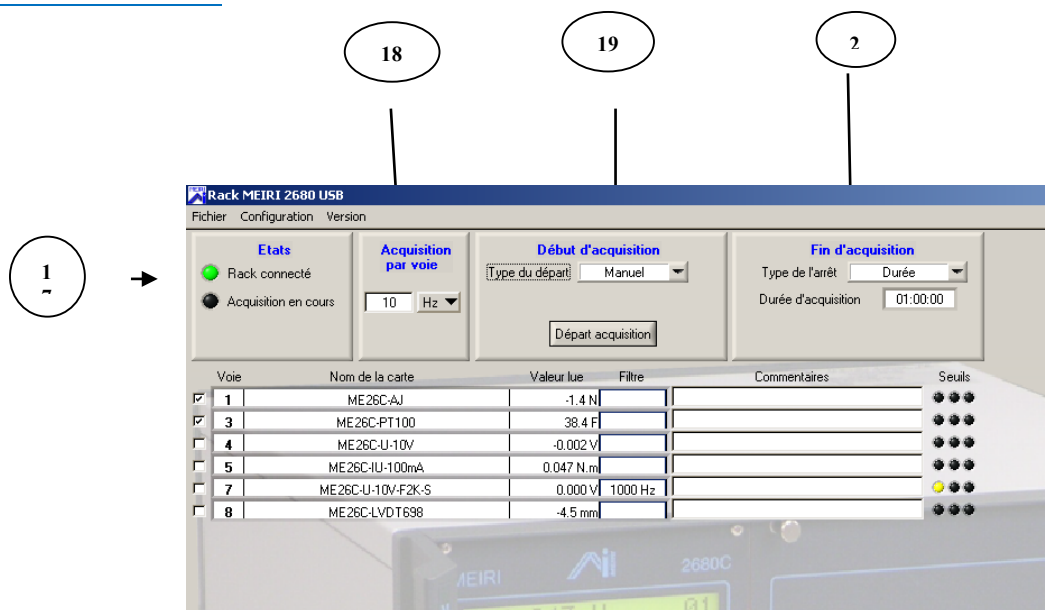 18
19
2
Rack MEIRI 2680 USB
Fichier Configuration Version
1
Etats
Rack connecté
Acquisition en cours
Acquisition par voie
10 Hz
Début d'acquisition
Type du départ Manuel
Départ acquisition
Fin d'acquisition
Type de l'arrêt Durée
Durée d'acquisition 01:00:00
Voie Nom de la carte Valeur lue Filtre Commentaires Seuils
1 ME26C-AJ -1.4 N
3 ME26C-PT100 38.4 F
4 ME26C-U-10V -0.002 V
5 ME26C-IU-100mA 0.047 N.m
7 ME26C-U-10V-F2K-S 0.000 V 1000 Hz
8 ME26C-LVDT698 -4.5 mm
MEIRI 2680C